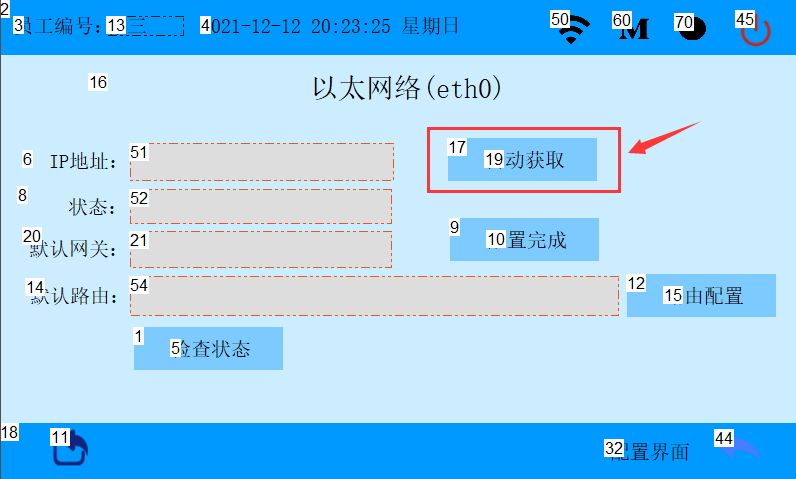 2
3 员工编号: 13 4 2021-12-12 20:23:25 星期日 50 60 M 70 45
16 以太网络(eth0)
6 IP地址: 51 17 19 动获取
8 状态: 52
20 默认网关: 21 9 10 置完成
14 默认路由: 54 12 15 由配置
1 5 检查状态
18 11 32 配置界面 44